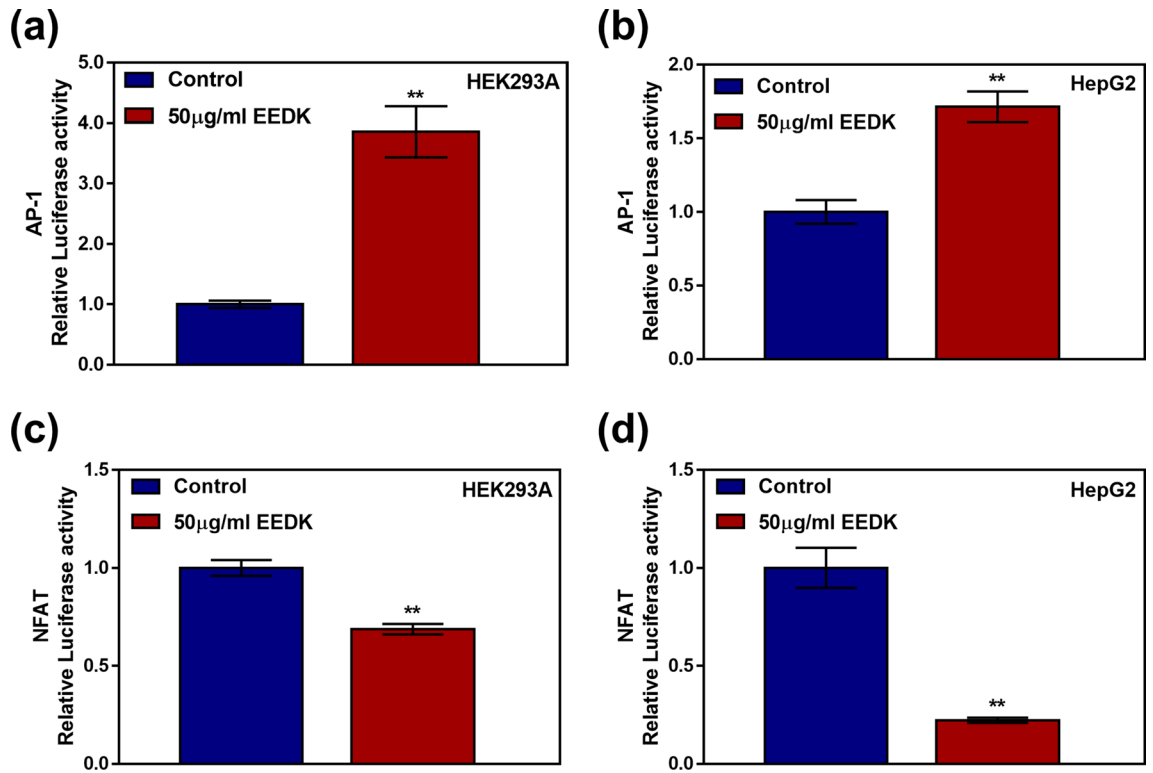 (a)
AP-1
Relative Luciferase activity
5.0
4.0
3.0
2.0
1.0
0.0
Control
50μg/ml EEDK
HEK293A
**
(b)
AP-1
Relative Luciferase activity
2.0
1.5
1.0
0.5
0.0
Control
50μg/ml EEDK
HepG2
**
(c)
NFAT
Relative Luciferase activity
1.5
1.0
0.5
0.0
Control
50μg/ml EEDK
HEK293A
**
(d)
NFAT
Relative Luciferase activity
1.5
1.0
0.5
0.0
Control
50μg/ml EEDK
HepG2
**